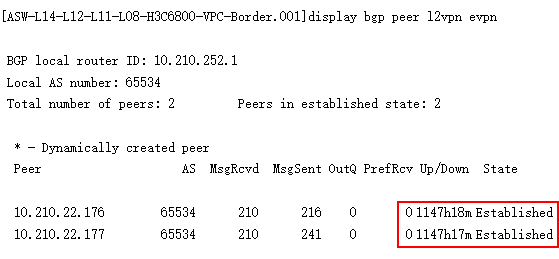 [ASW-L14-L12-L11-L08-H3C6800-VPC-Border.001]display bgp peer l2vpn evpn
BGP local router ID: 10.210.252.1
Local AS number: 65534
Total number of peers: 2 Peers in established state: 2
* - Dynamically created peer
Peer AS MsgRcvd MsgSent OutQ PrefRcv Up/Down State
10.210.22.176 65534 210 216 0 0 1147h18m Established
10.210.22.177 65534 210 241 0 0 1147h17m Established